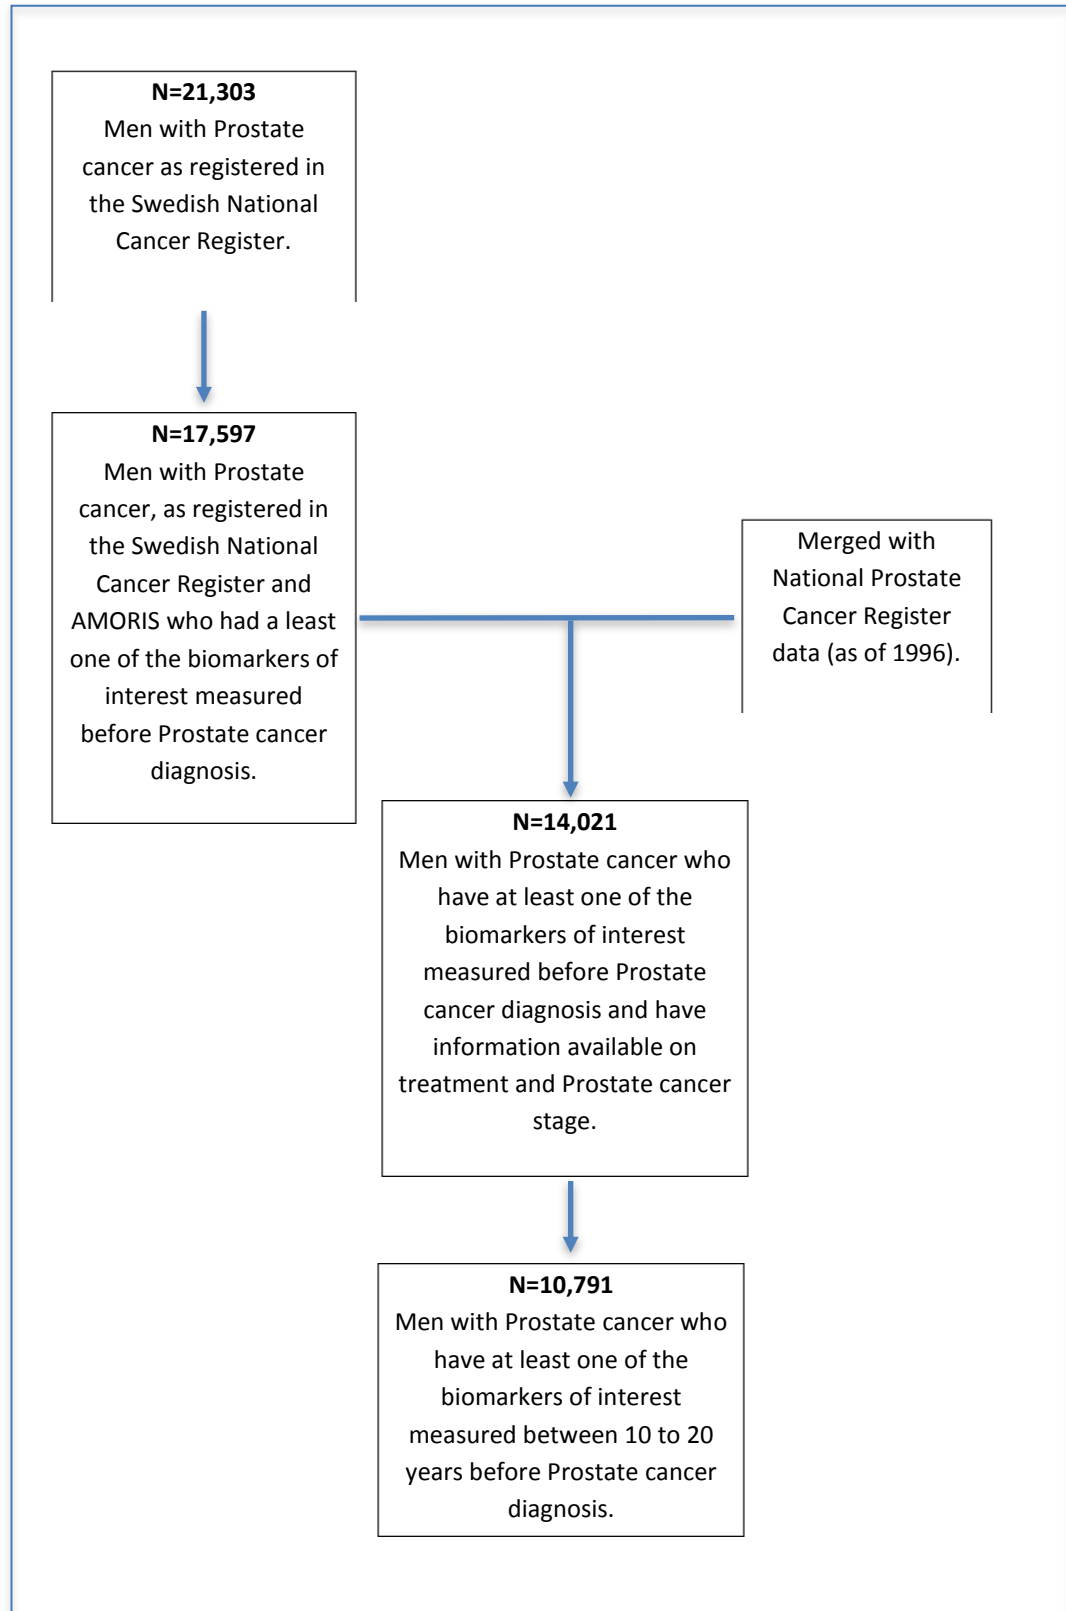 N=21,303
Men with Prostate
cancer as registered in
the Swedish National
Cancer Register.
N=17,597
Men with Prostate
cancer, as registered in
the Swedish National
Cancer Register and
AMORIS who had a least
one of the biomarkers of
interest measured
before Prostate cancer
diagnosis.
Merged with
National Prostate
Cancer Register
data (as of 1996).
N=14,021
Men with Prostate cancer who
have at least one of the
biomarkers of interest
measured before Prostate
cancer diagnosis and have
information available on
treatment and Prostate cancer
stage.
N=10,791
Men with Prostate cancer who
have at least one of the
biomarkers of interest
measured between 10 to 20
years before Prostate cancer
diagnosis.